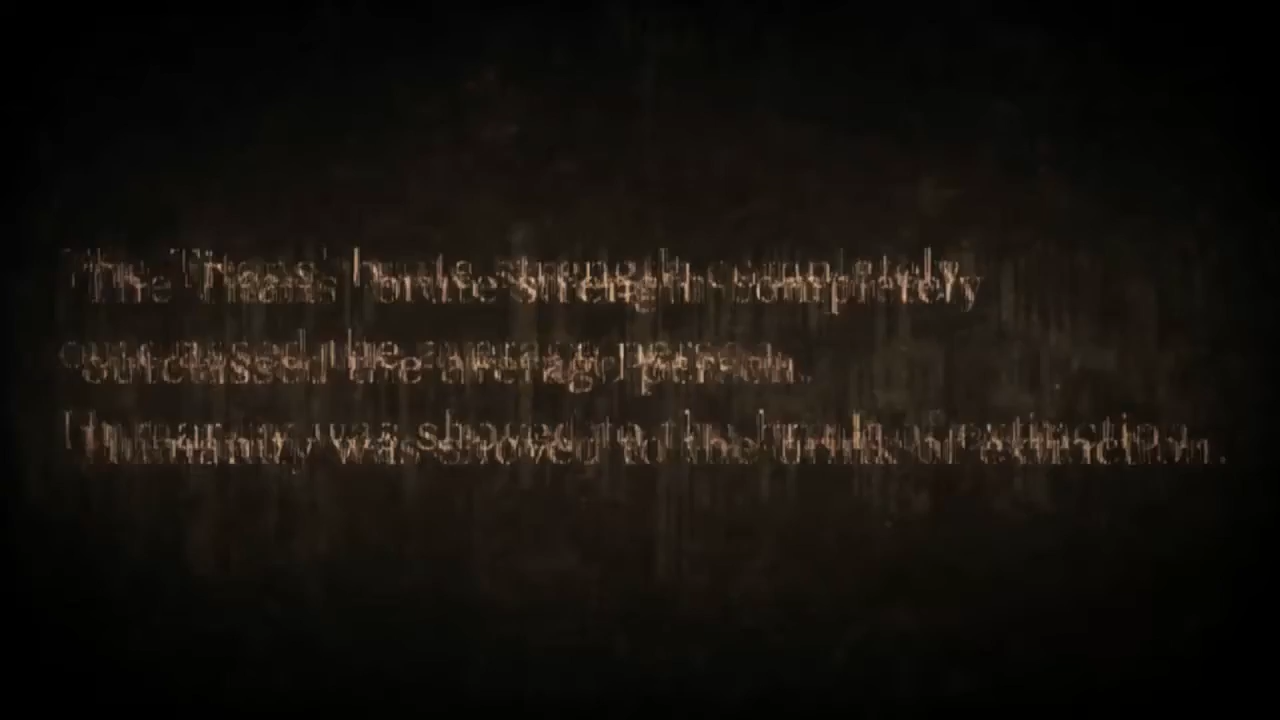 The Titans' brute strength completely
outclassed the average person.
Humanity was shoved to the brink of extinction.